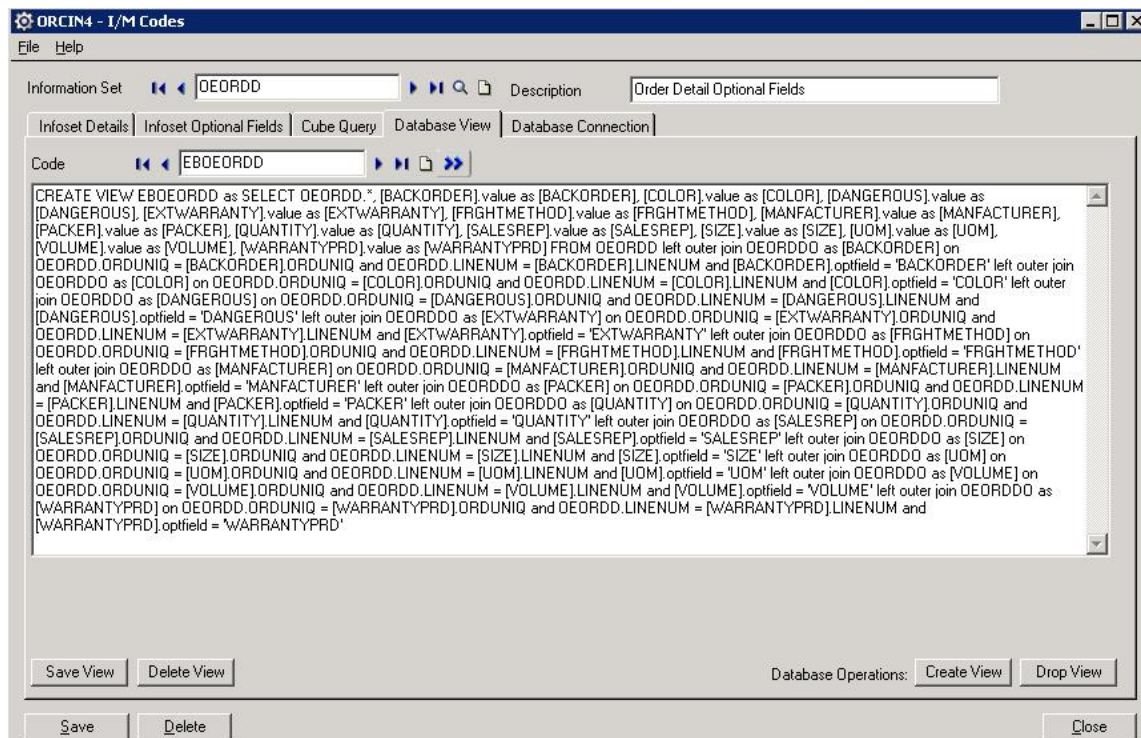 ORCIN4 - I/M Codes
File Help
Information Set OEORDD Description Order Detail Optional Fields
Infoset Details Infoset Optional Fields Cube Query Database View Database Connection
Code EBOEORDD
CREATE VIEW EBOEORDD as SELECT OEORDD.*, [BACKORDER].value as [BACKORDER], [COLOR].value as [COLOR], [DANGEROUS].value as
[DANGEROUS], [EXTWARRANTY].value as [EXTWARRANTY], [FRGHTMETHOD].value as [FRGHTMETHOD], [MANFACTURER].value as [MANFACTURER],
[PACKER].value as [PACKER], [QUANTITY].value as [QUANTITY], [SALESREP].value as [SALESREP], [SIZE].value as [SIZE], [UOM].value as [UOM],
[VOLUME].value as [VOLUME], [WARRANTYPRD].value as [WARRANTYPRD] FROM OEORDD left outer join OEORDDO as [BACKORDER] on
OEORDD.ORDUNIQ = [BACKORDER].ORDUNIQ and OEORDD.LINENUM = [BACKORDER].LINENUM and [BACKORDER].optfield = 'BACKORDER' left outer join
OEORDDO as [COLOR] on OEORDD.ORDUNIQ = [COLOR].ORDUNIQ and OEORDD.LINENUM = [COLOR].LINENUM and [COLOR].optfield = 'COLOR' left outer
join OEORDDO as [DANGEROUS] on OEORDD.ORDUNIQ = [DANGEROUS].ORDUNIQ and OEORDD.LINENUM = [DANGEROUS].LINENUM and
[DANGEROUS].optfield = 'DANGEROUS' left outer join OEORDDO as [EXTWARRANTY] on OEORDD.ORDUNIQ = [EXTWARRANTY].ORDUNIQ and
OEORDD.LINENUM = [EXTWARRANTY].LINENUM and [EXTWARRANTY].optfield = 'EXTWARRANTY' left outer join OEORDDO as [FRGHTMETHOD] on
OEORDD.ORDUNIQ = [FRGHTMETHOD].ORDUNIQ and OEORDD.LINENUM = [FRGHTMETHOD].LINENUM and [FRGHTMETHOD].optfield = 'FRGHTMETHOD'
left outer join OEORDDO as [MANFACTURER] on OEORDD.ORDUNIQ = [MANFACTURER].ORDUNIQ and OEORDD.LINENUM = [MANFACTURER].LINENUM
and [MANFACTURER].optfield = 'MANFACTURER' left outer join OEORDDO as [PACKER] on OEORDD.ORDUNIQ = [PACKER].ORDUNIQ and OEORDD.LINENUM
= [PACKER].LINENUM and [PACKER].optfield = 'PACKER' left outer join OEORDDO as [QUANTITY] on OEORDD.ORDUNIQ = [QUANTITY].ORDUNIQ and
OEORDD.LINENUM = [QUANTITY].LINENUM and [QUANTITY].optfield = 'QUANTITY' left outer join OEORDDO as [SALESREP] on OEORDD.ORDUNIQ =
[SALESREP].ORDUNIQ and OEORDD.LINENUM = [SALESREP].LINENUM and [SALESREP].optfield = 'SALESREP' left outer join OEORDDO as [SIZE] on
OEORDD.ORDUNIQ = [SIZE].ORDUNIQ and OEORDD.LINENUM = [SIZE].LINENUM and [SIZE].optfield = 'SIZE' left outer join OEORDDO as [UOM] on
OEORDD.ORDUNIQ = [UOM].ORDUNIQ and OEORDD.LINENUM = [UOM].LINENUM and [UOM].optfield = 'UOM' left outer join OEORDDO as [VOLUME] on
OEORDD.ORDUNIQ = [VOLUME].ORDUNIQ and OEORDD.LINENUM = [VOLUME].LINENUM and [VOLUME].optfield = 'VOLUME' left outer join OEORDDO as
[WARRANTYPRD] on OEORDD.ORDUNIQ = [WARRANTYPRD].ORDUNIQ and OEORDD.LINENUM = [WARRANTYPRD].LINENUM and
[WARRANTYPRD].optfield = 'WARRANTYPRD'
Save View Delete View Database Operations: Create View Drop View
Save Delete Close